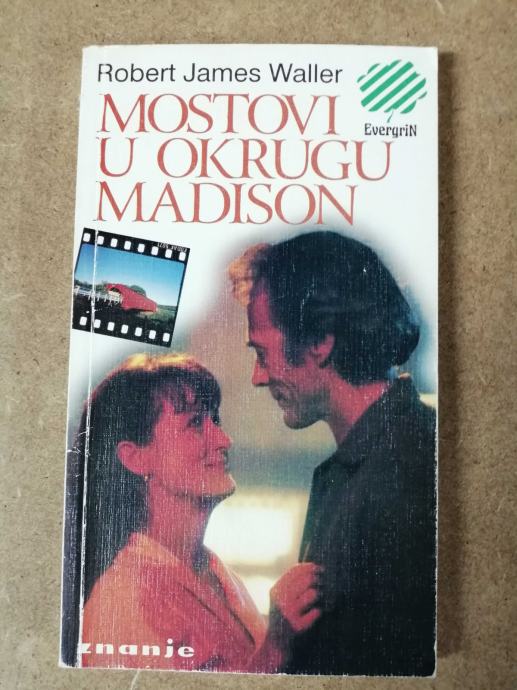 Robert James Waller
MOSTOVI
U OKRUGU
MADISON
EvergriN
znanje